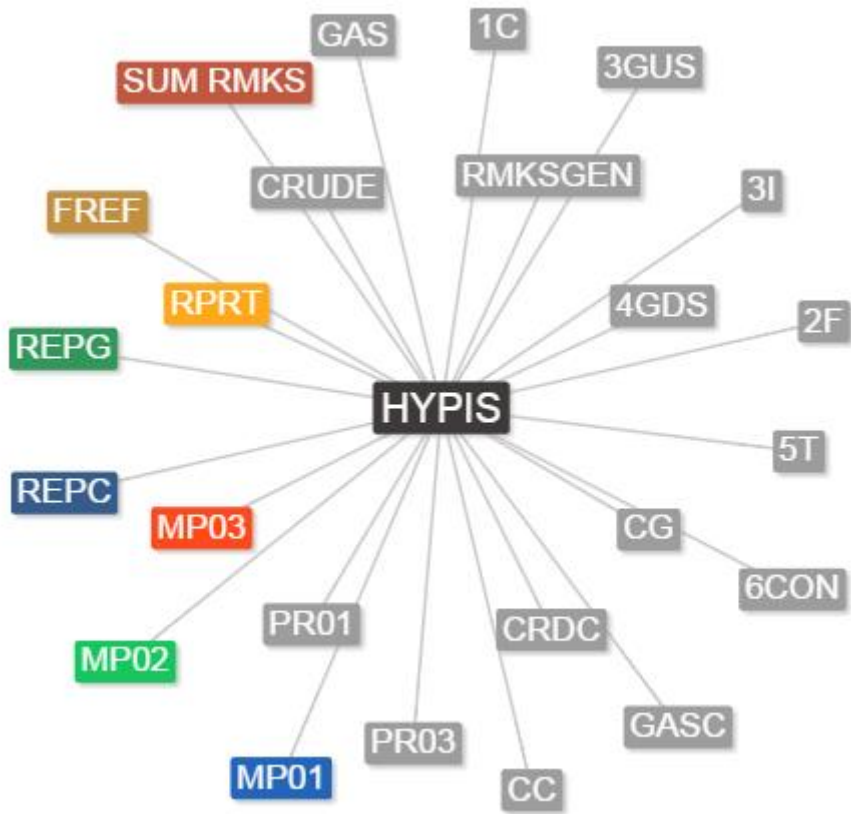 GAS
1C
3GUS
SUM RMKS
CRUDE
RMKSGEN
3I
FREF
RPRT
4GDS
2F
REPG
HYPIS
5T
REPC
MP03
CG
6CON
PR01
CRDC
MP02
PR03
GASC
MP01
CC